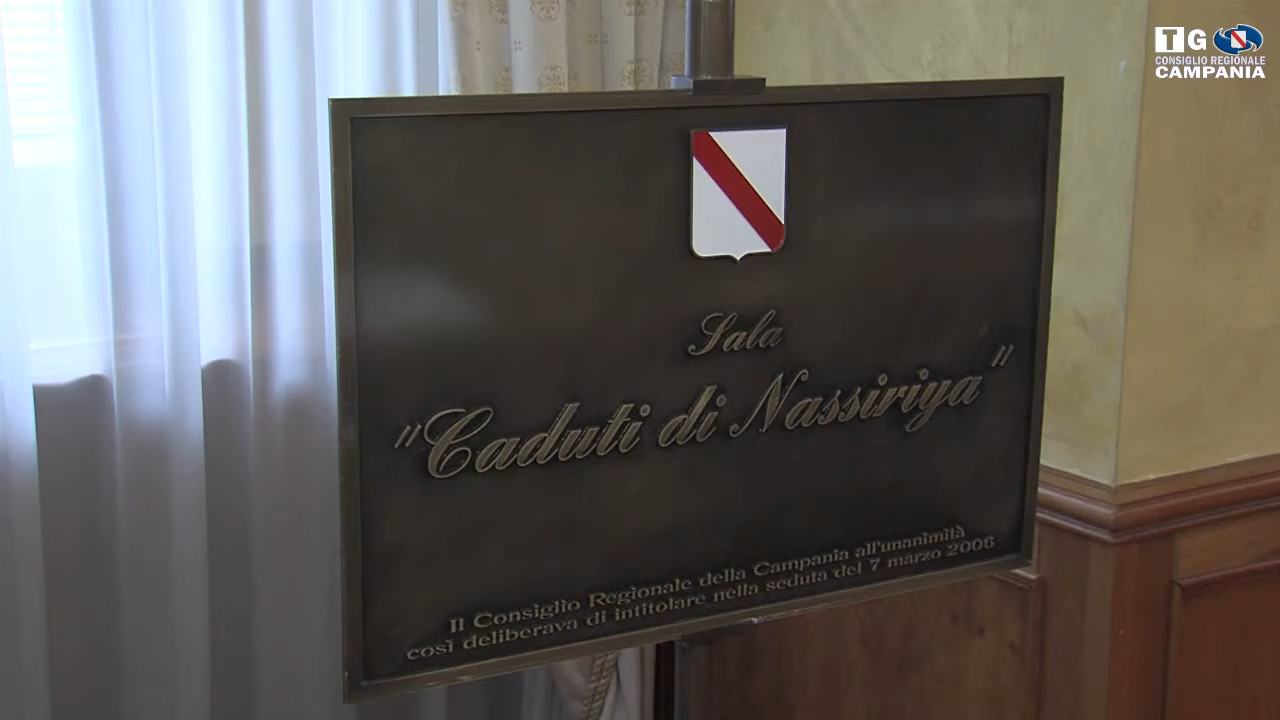 TG
CONSIGLIO REGIONALE
CAMPANIA
Sala
"Caduti di Nassiriya"
Il Consiglio Regionale della Campania all'unanimità
così deliberava di intitolare nella seduta del 7 marzo 2006